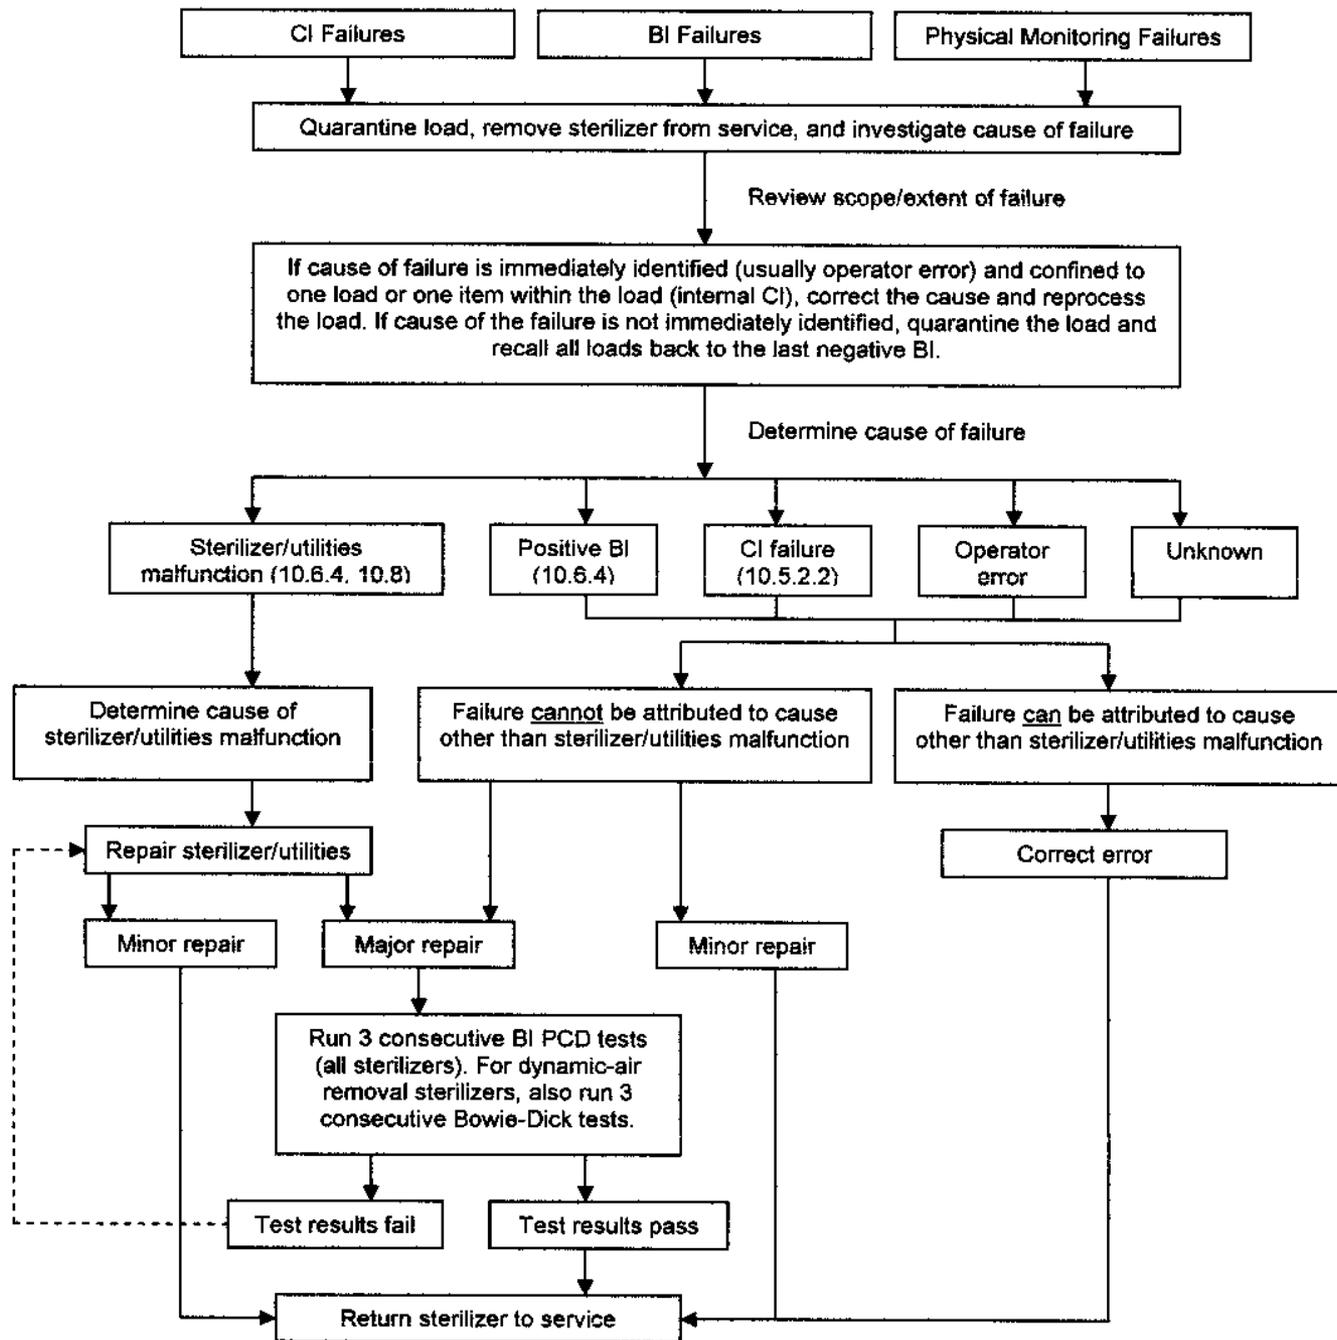 CI Failures
BI Failures
Physical Monitoring Failures
Quarantine load, remove sterilizer from service, and investigate cause of failure
Review scope/extent of failure
If cause of failure is immediately identified (usually operator error) and confined to
one load or one item within the load (internal CI), correct the cause and reprocess
the load. If cause of the failure is not immediately identified, quarantine the load and
recall all loads back to the last negative BI.
Determine cause of failure
Sterilizer/utilities
malfunction (10.6.4, 10.8)
Positive BI
(10.6.4)
CI failure
(10.5.2.2)
Operator
error
Unknown
Determine cause of
sterilizer/utilities malfunction
Failure cannot be attributed to cause
other than sterilizer/utilities malfunction
Failure can be attributed to cause
other than sterilizer/utilities malfunction
Repair sterilizer/utilities
Correct error
Minor repair
Major repair
Minor repair
Run 3 consecutive BI PCD tests
(all sterilizers). For dynamic-air
removal sterilizers, also run 3
consecutive Bowie-Dick tests.
Test results fail
Test results pass
Return sterilizer to service